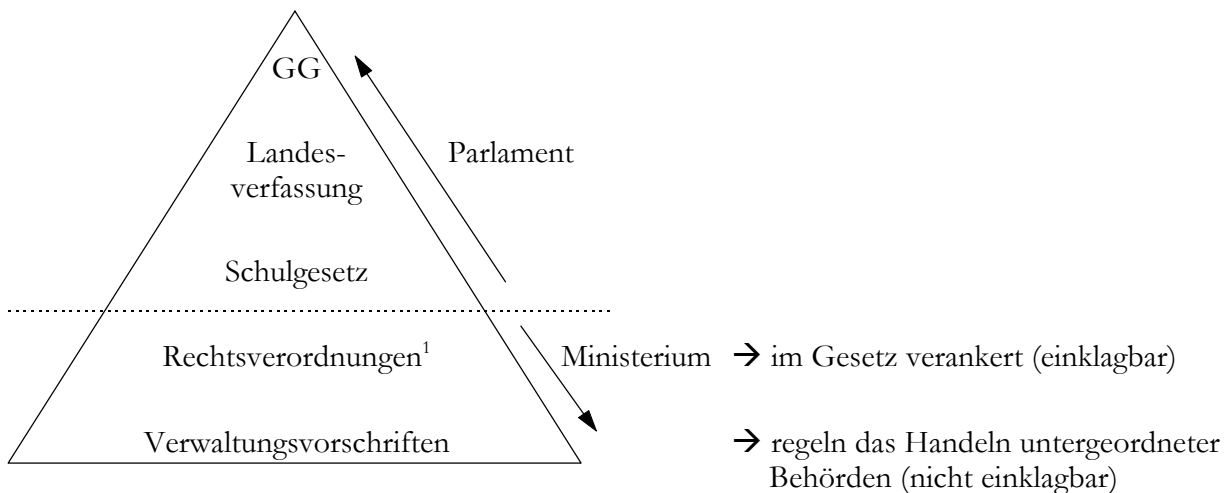 GG
Landes-
verfassung
Parlament
Schulgesetz
Rechtsverordnungen¹
Ministerium → im Gesetz verankert (einklagbar)
Verwaltungsvorschriften
→ regeln das Handeln untergeordneter
Behörden (nicht einklagbar)